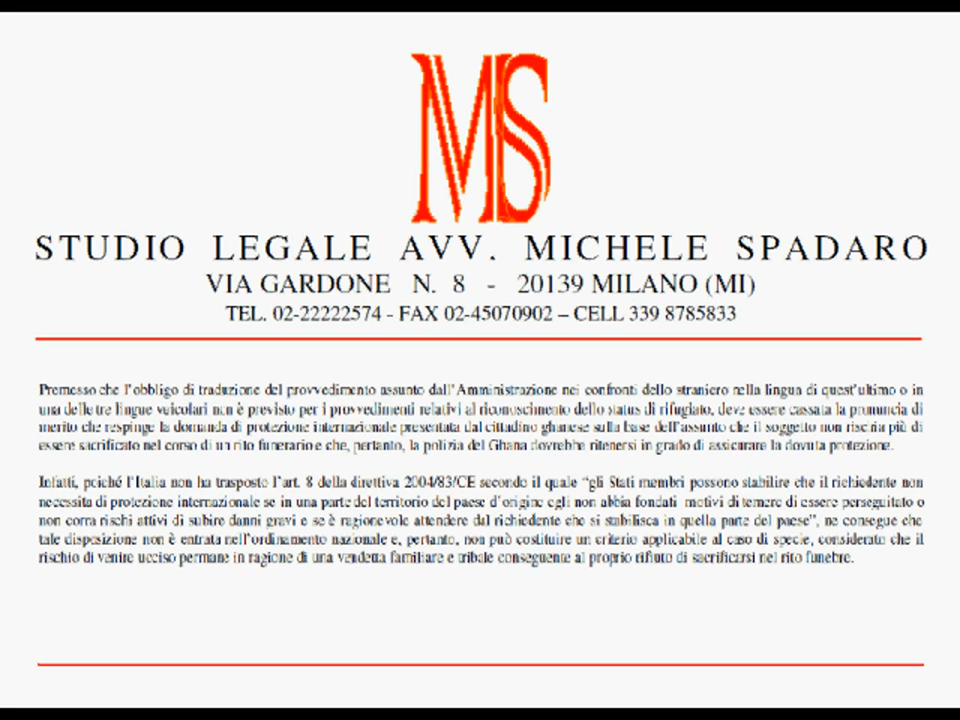 MS
STUDIO LEGALE AVV. MICHELE SPADARO
VIA GARDONE N. 8 - 20139 MILANO (MI)
TEL. 02-22222574 - FAX 02-45070902 – CELL 339 8785833
Premesso che l'obbligo di traduzione del provvedimento assunto dall'Amministrazione nei confronti dello straniero nella lingua di quest'ultimo o in
una delle tre lingue veicolari non è previsto per i provvedimenti relativi al riconoscimento dello status di rifugiato, deve essere cassata la pronuncia di
merito che respinge la domanda di protezione internazionale presentata dal cittadino ghanese sulla base dell'assunto che il soggetto non rischia più di
essere sacrificato nel corso di un rito funerario e che, pertanto, la polizia del Ghana dovrebbe ritenersi in grado di assicurare la dovuta protezione.
Infatti, poiché l'Italia non ha trasposto l'art. 8 della direttiva 2004/83/CE secondo il quale “gli Stati membri possono stabilire che il richiedente non
necessita di protezione internazionale se in una parte del territorio del paese d'origine egli non abbia fondati motivi di temere di essere perseguitato o
non corra rischi attivi di subire danni gravi e se è ragionevole attendere dal richiedente che si stabilisca in quella parte del paese”, ne consegue che
tale disposizione non è entrata nell'ordinamento nazionale e, pertanto, non può costituire un criterio applicabile al caso di specie, considerato che il
rischio di venire ucciso permane in ragione di una vendetta familiare e tribale conseguente al proprio rifiuto di sacrificarsi nel rito funebre.